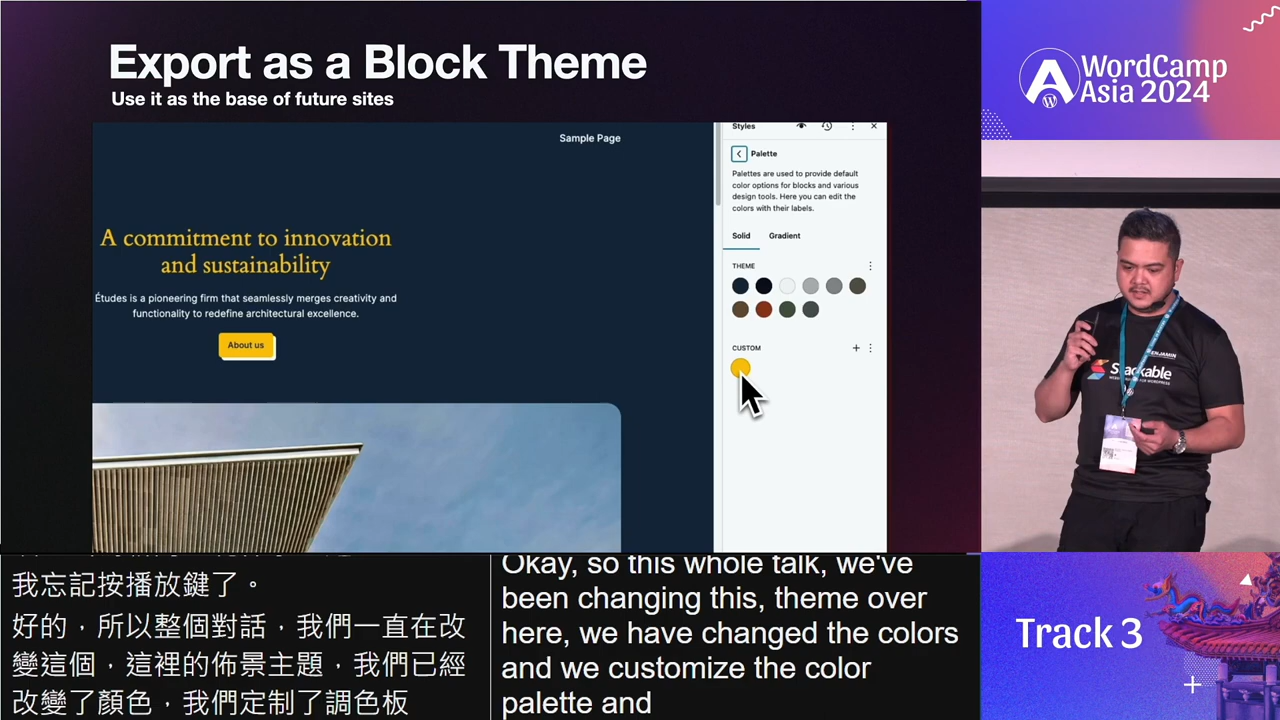 Export as a Block Theme
Use it as the base of future sites
Sample Page
A commitment to innovation
and sustainability
Études is a pioneering firm that seamlessly merges creativity and
functionality to redefine architectural excellence.
About us
Styles
Palette
Palettes are used to provide default
color options for blocks and various
design tools. Here you can edit the
colors with their labels.
Solid Gradient
THEME
CUSTOM
WordCamp
Asia 2024
BENJAMIN
Stackable
Track 3
我忘記按播放鍵了。
好的，所以整個對話，我們一直在改
變這個，這裡的佈景主題，我們已經
改變了顏色，我們定制了調色板
Okay, so this whole talk, we've
been changing this, theme over
here, we have changed the colors
and we customize the color
palette and